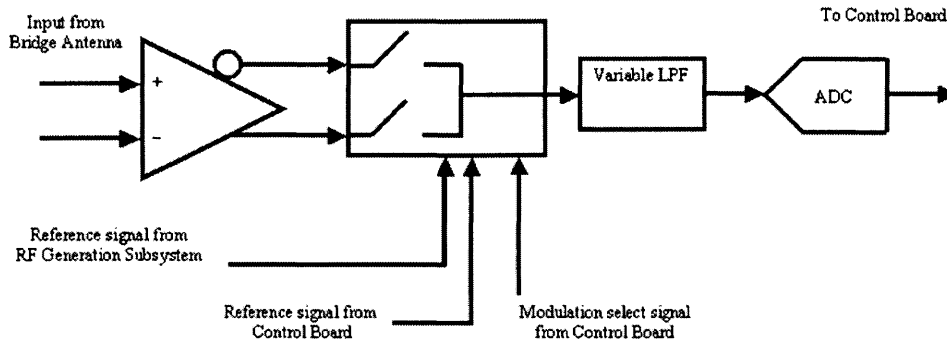 Input from
Bridge Antenna
To Control Board
+
−
Variable LPF
ADC
Reference signal from
RF Generation Subsystem
Reference signal from
Control Board
Modulation select signal
from Control Board